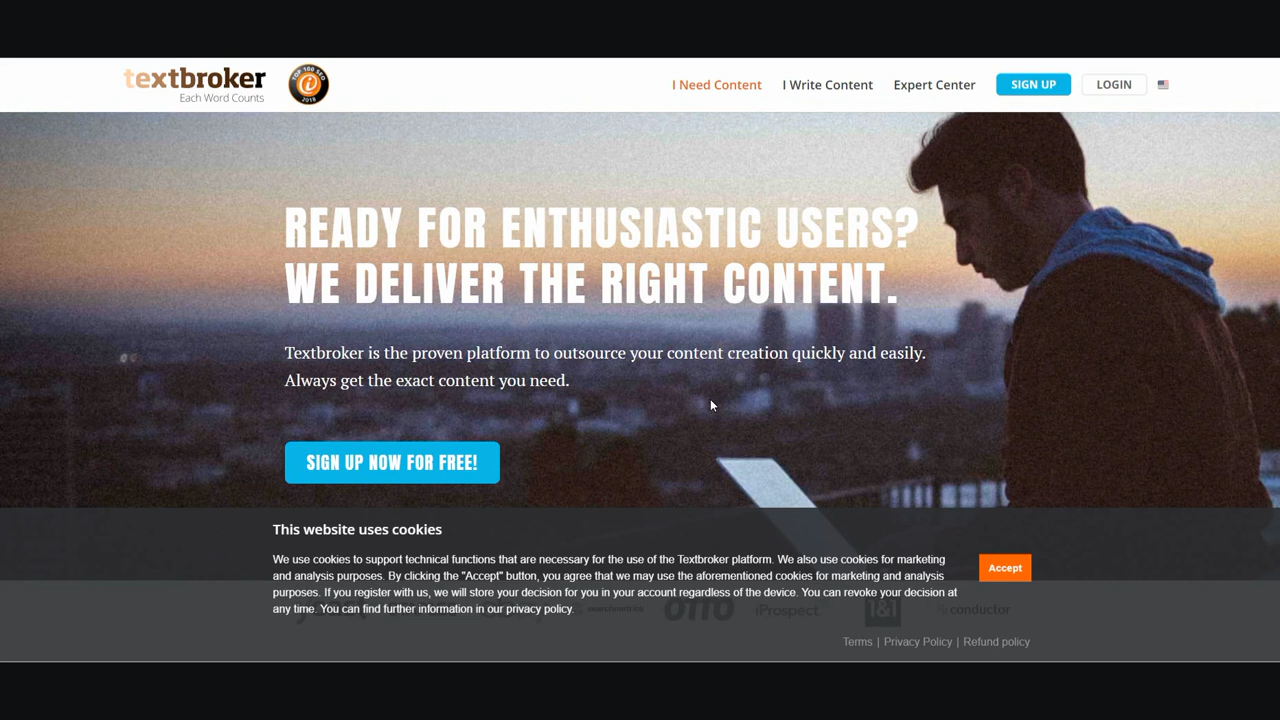 textbroker
Each Word Counts
TOP 100 SEO
2018
I Need Content
I Write Content
Expert Center
SIGN UP
LOGIN
READY FOR ENTHUSIASTIC USERS?
WE DELIVER THE RIGHT CONTENT.
Textbroker is the proven platform to outsource your content creation quickly and easily.
Always get the exact content you need.
SIGN UP NOW FOR FREE!
This website uses cookies
We use cookies to support technical functions that are necessary for the use of the Textbroker platform. We also use cookies for marketing
and analysis purposes. By clicking the "Accept" button, you agree that we may use the aforementioned cookies for marketing and analysis
purposes. If you register with us, we will store your decision for you in your account regardless of the device. You can revoke your decision at
any time. You can find further information in our privacy policy.
Accept
searchmetrics
OTTO
iProspect
1&1
conductor
Terms | Privacy Policy | Refund policy